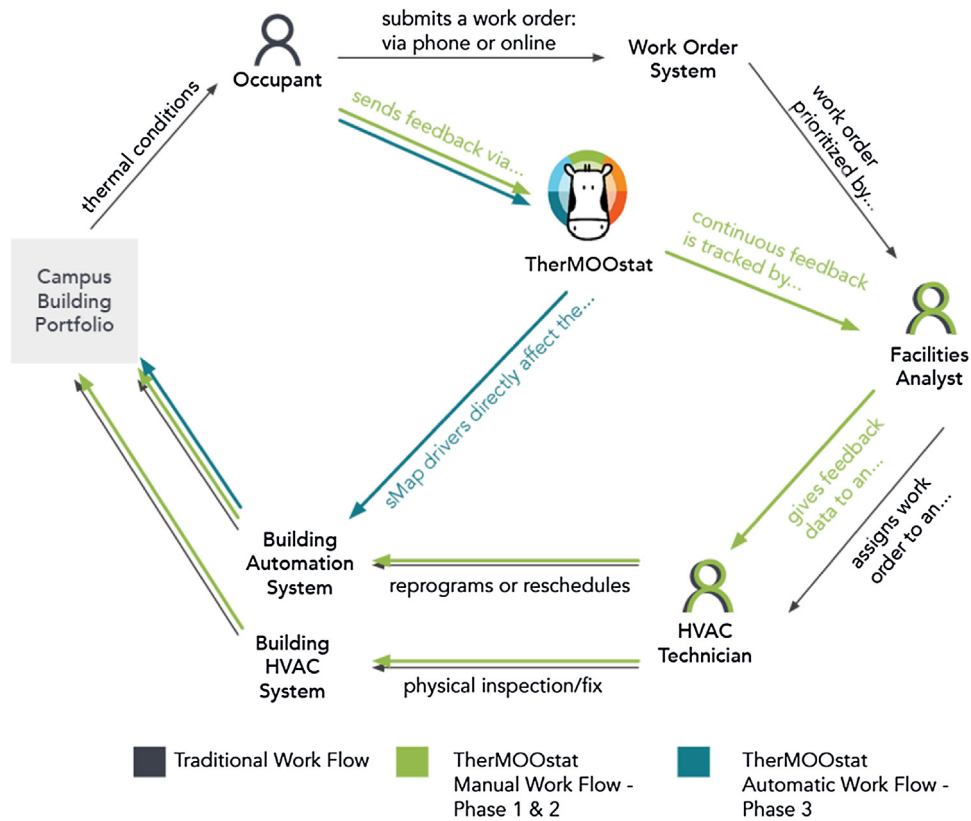 submits a work order:
via phone or online
Occupant
Work Order
System
thermal conditions
sends feedback via...
work order
prioritized by...
TherMOOstat
continuous feedback
is tracked by...
Campus
Building
Portfolio
Facilities
Analyst
sMap drivers directly affect the...
gives feedback
data to an...
assigns work
order to an...
Building
Automation
System
reprograms or reschedules
HVAC
Technician
Building
HVAC
System
physical inspection/fix
Traditional Work Flow
TherMOOstat
Manual Work Flow -
Phase 1 & 2
TherMOOstat
Automatic Work Flow -
Phase 3